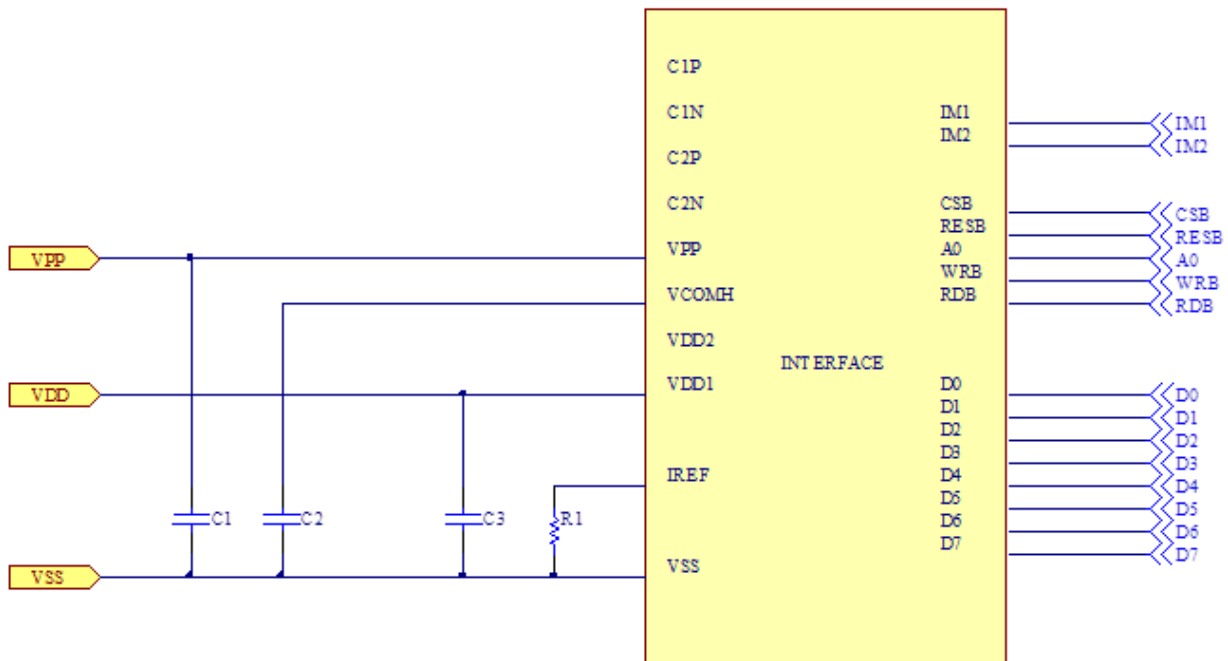 C1P
C1N
C2P
C2N
VPP
VCOMH
VDD2
VDD1
IREF
VSS
INTERFACE
IM1
IM2
CSB
RESB
A0
WRB
RDB
D0
D1
D2
D3
D4
D5
D6
D7
IM1
IM2
CSB
RESB
A0
WRB
RDB
D0
D1
D2
D3
D4
D5
D6
D7
VPP
VDD
VSS
C1
C2
C3
R1